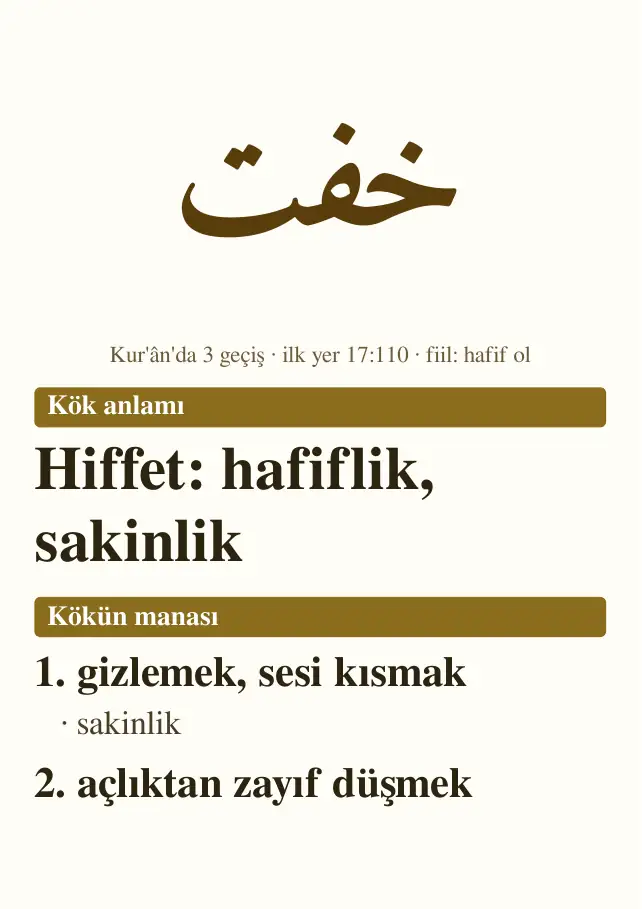 خفت
Kur'ân'da 3 geçiş · ilk yer 17:110 · fiil: hafif ol
Kök anlamı
Hiffet: hafiflik,
sakinlik
Kökün manası
1. gizlemek, sesi kısmak
· sakinlik
2. açlıktan zayıf düşmek